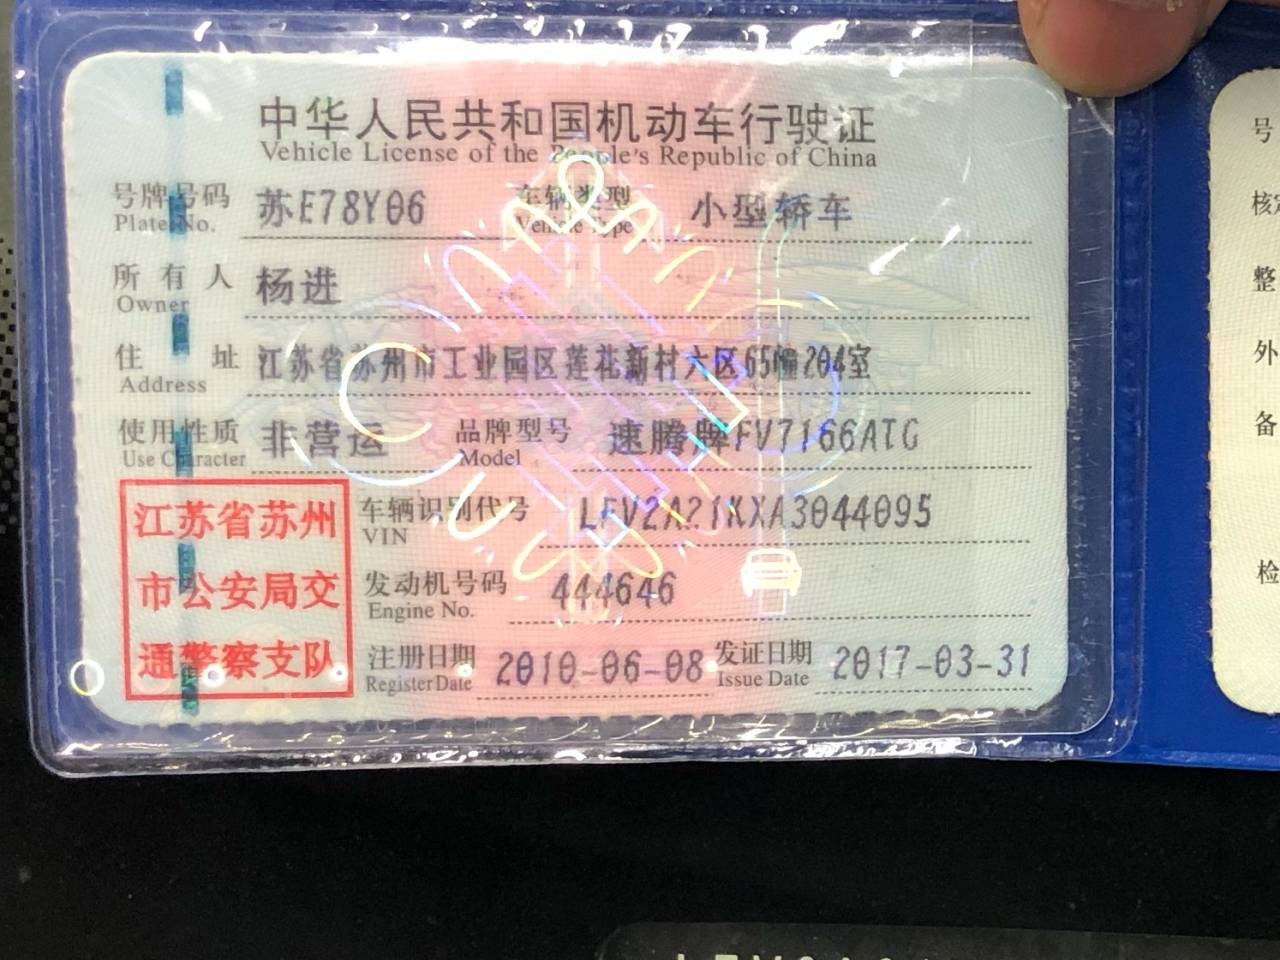 中华人民共和国机动车行驶证
Vehicle License of the People's Republic of China
号牌号码 苏E78Y06 车辆类型 小型轿车
Plate No. Vehicle Type
所有人 杨进
Owner
住址 江苏省苏州市工业园区莲花新村六区65幢204室
Address
使用性质 非营运 品牌型号 速腾牌FV7166ATG
Use Character Model
江苏省苏州
市公安局交
通警察支队
车辆识别代号 LFV2A21KXA3044095
VIN
发动机号码 444646
Engine No.
注册日期 2010-06-08 发证日期 2017-03-31
Register Date Issue Date
号
核
整
外
备
检